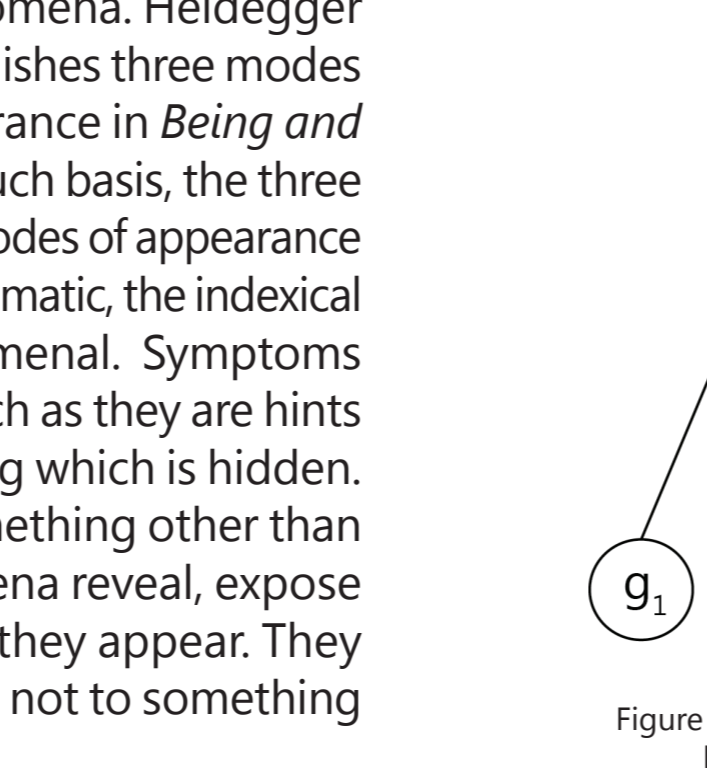 omena. Heidegger
ishes three modes
rance in Being and
uch basis, the three
odes of appearance
matic, the indexical
menal. Symptoms
ch as they are hints
g which is hidden.
ething other than
ena reveal, expose
they appear. They
not to something
g1
Figure